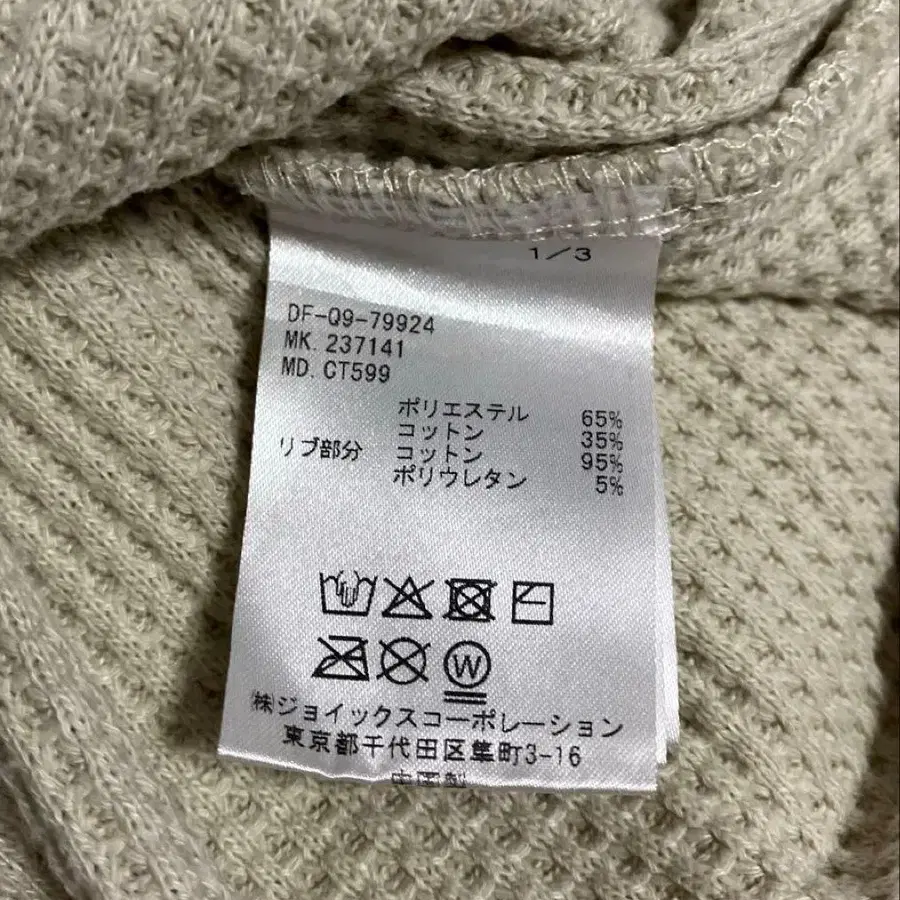 1/3
DF-Q9-79924
MK. 237141
MD. CT599
ポリエステル 65%
コットン 35%
リブ部分 コットン 95%
ポリウレタン 5%
W
㈱ジョイックスコーポレーション
東京都千代田区隼町3-16
中国製